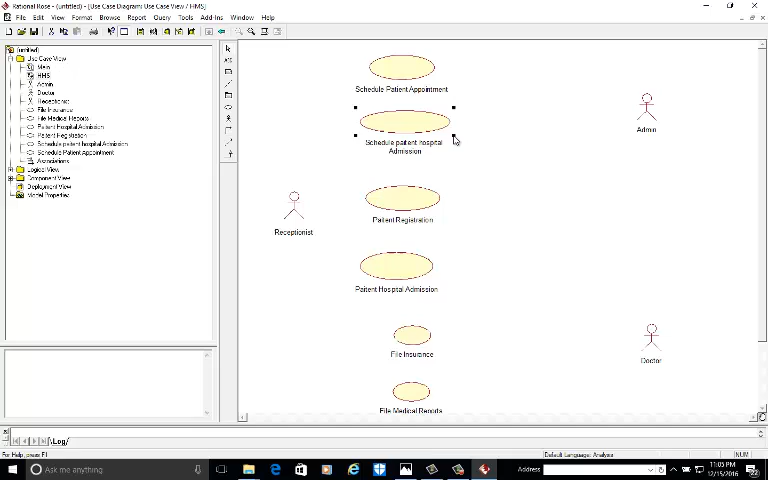 Rational Rose - (untitled) - [Use Case Diagram: Use Case View / HMS]
File Edit View Format Browse Report Query Tools Add-Ins Window Help
(untitled)
Use Case View
Main
HMS
Admin
Doctor
Receptionist
File Insurance
File Medical Reports
Patient Hospital Admission
Patient Registration
Schedule patient hospital Admission
Schedule Patient Appointment
Associations
Logical View
Component View
Deployment View
Model Properties
ABC
Schedule Patient Appointment
Schedule patient hospital
Admission
Admin
Patient Registration
Receptionist
Paitent Hospital Admission
File Insurance
Doctor
File Medical Reports
Log
For Help, press F1
Default Language: Analysis
NUM
Ask me anything
Address
11:05 PM
12/15/2016
22